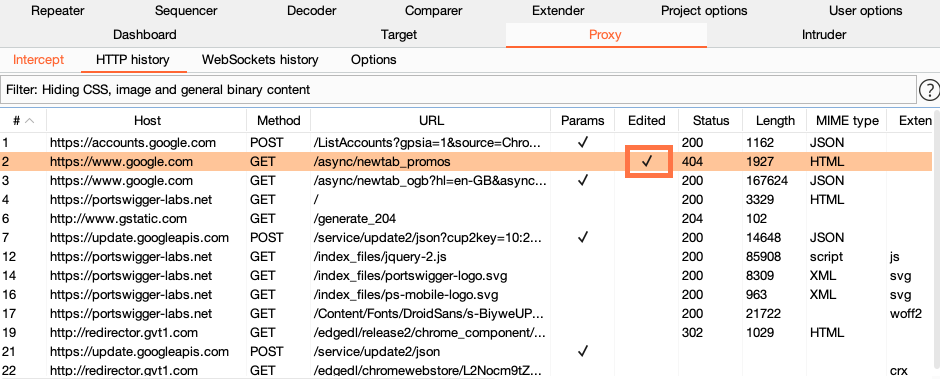 Repeater Sequencer Decoder Comparer Extender Project options User options
Dashboard Target Proxy Intruder
Intercept HTTP history WebSockets history Options
Filter: Hiding CSS, image and general binary content ?
# Host Method URL Params Edited Status Length MIME type Exten
1 https://accounts.google.com POST /ListAccounts?gpsia=1&source=Chro... ✓ 200 1162 JSON
2 https://www.google.com GET /async/newtab_promos ✓ 404 1927 HTML
3 https://www.google.com GET /async/newtab_ogb?hl=en-GB&async... ✓ 200 167624 JSON
4 https://portswigger-labs.net GET / 200 3329 HTML
6 http://www.gstatic.com GET /generate_204 204 102
7 https://update.googleapis.com POST /service/update2/json?cup2key=10:2... ✓ 200 14648 JSON
12 https://portswigger-labs.net GET /index_files/jquery-2.js 200 85908 script js
14 https://portswigger-labs.net GET /index_files/portswigger-logo.svg 200 8309 XML svg
16 https://portswigger-labs.net GET /index_files/ps-mobile-logo.svg 200 963 XML svg
17 https://portswigger-labs.net GET /Content/Fonts/DroidSans/s-BiyweUP... 200 21722 woff2
19 http://redirector.gvt1.com GET /edgedl/release2/chrome_component/... 302 1029 HTML
21 https://update.googleapis.com POST /service/update2/json ✓
22 http://redirector.gvt1.com GET /edgedl/chromewebstore/L2Nocm9tZ... crx